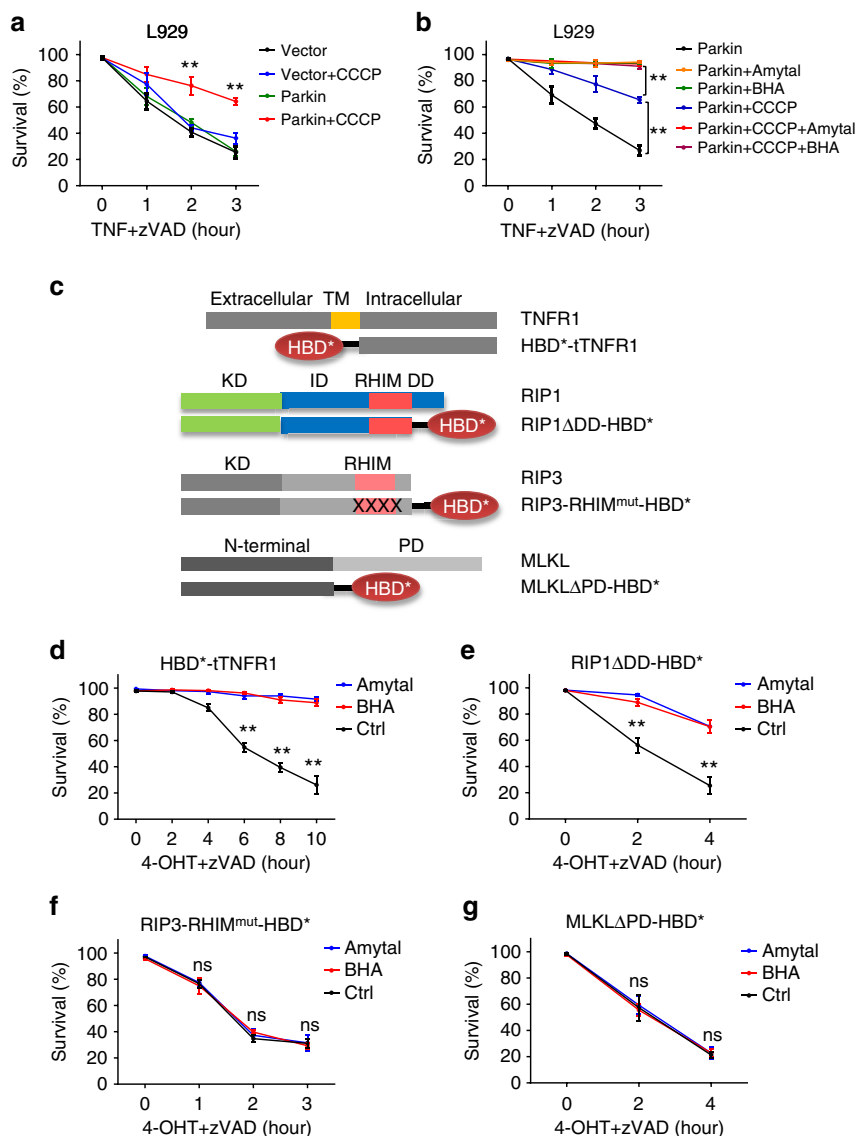 a
L929
Survival (%)
100
80
60
40
20
0
0 1 2 3
TNF+zVAD (hour)
**
**
Vector
Vector+CCCP
Parkin
Parkin+CCCP
b
L929
Survival (%)
100
80
60
40
20
0
0 1 2 3
TNF+zVAD (hour)
**
**
Parkin
Parkin+Amytal
Parkin+BHA
Parkin+CCCP
Parkin+CCCP+Amytal
Parkin+CCCP+BHA
c
Extracellular TM Intracellular
TNFR1
HBD*
HBD*-tTNFR1
KD ID RHIM DD
RIP1
HBD*
RIP1ΔDD-HBD*
KD RHIM
RIP3
XXXX HBD*
RIP3-RHIMmut-HBD*
N-terminal PD
MLKL
HBD*
MLKLΔPD-HBD*
d
HBD*-tTNFR1
Survival (%)
100
80
60
40
20
0
0 2 4 6 8 10
4-OHT+zVAD (hour)
**
**
**
Amytal
BHA
Ctrl
e
RIP1ΔDD-HBD*
Survival (%)
100
80
60
40
20
0
0 2 4
4-OHT+zVAD (hour)
**
**
Amytal
BHA
Ctrl
f
RIP3-RHIMmut-HBD*
Survival (%)
100
80
60
40
20
0
0 1 2 3
4-OHT+zVAD (hour)
ns
ns
ns
Amytal
BHA
Ctrl
g
MLKLΔPD-HBD*
Survival (%)
100
80
60
40
20
0
0 2 4
4-OHT+zVAD (hour)
ns
ns
Amytal
BHA
Ctrl